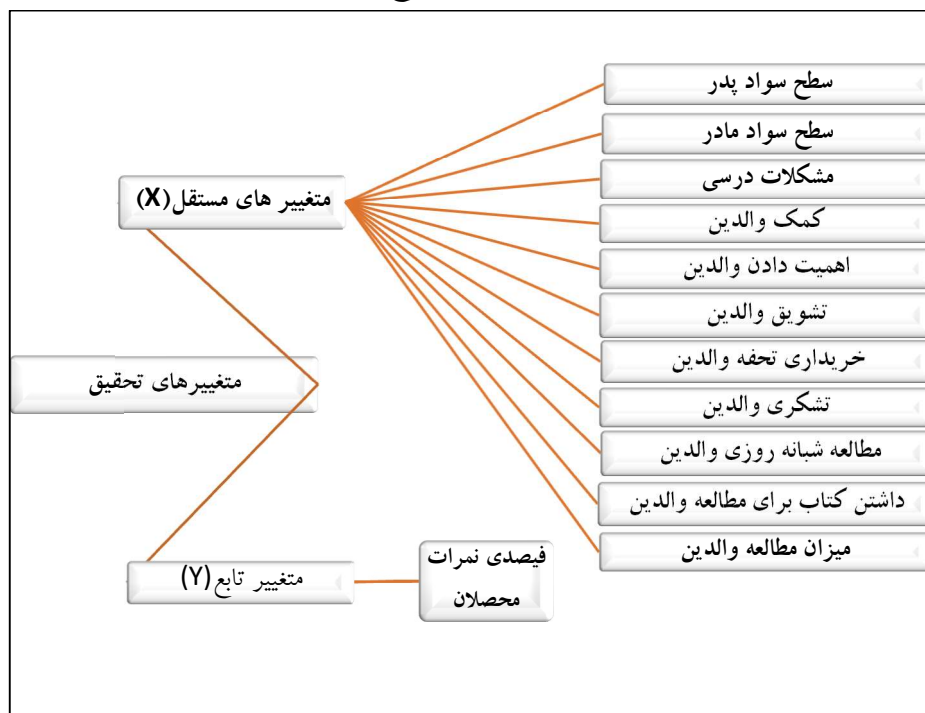 سطح سواد پدر
سطح سواد مادر
مشکلات درسی
متغییر های مستقل(X)
کمک والدین
اهمیت دادن والدین
تشویق والدین
خریداری تحفه والدین
متغییرهای تحقیق
تشکری والدین
مطالعه شبانه روزی والدین
داشتن کتاب برای مطالعه والدین
میزان مطالعه والدین
فیصدی نمرات
محصلان
متغییر تابع(Y)